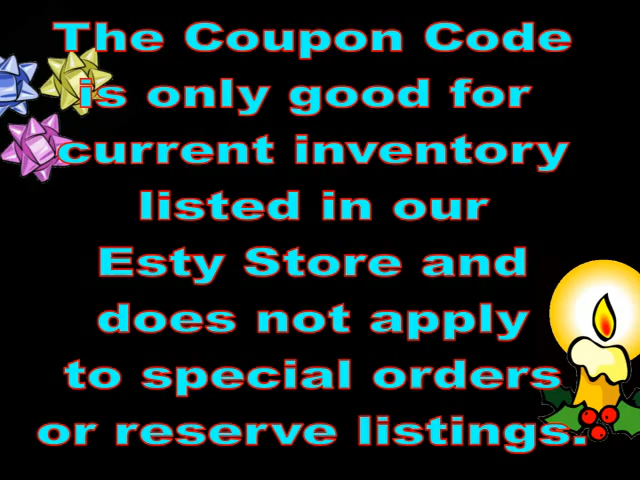 The Coupon Code
is only good for
current inventory
listed in our
Esty Store and
does not apply
to special orders
or reserve listings.